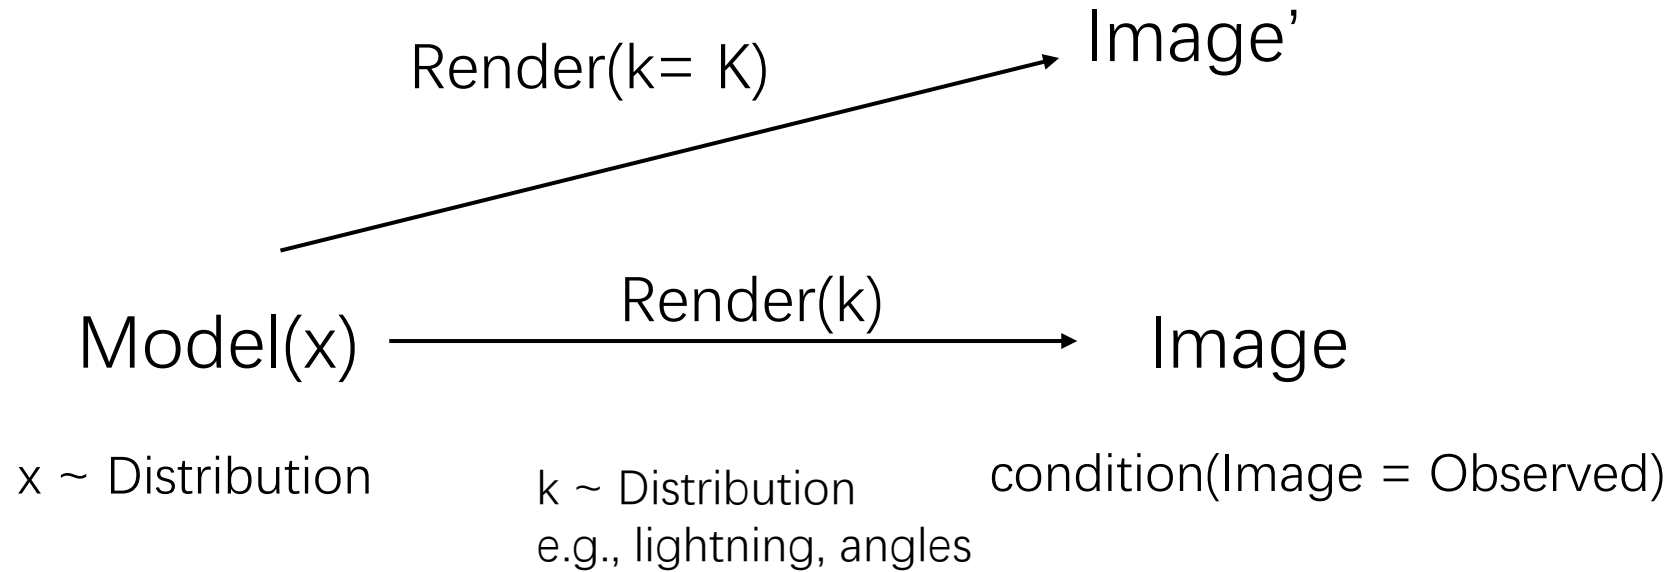 Image’
Render(k= K)
Render(k)
Model(x)
Image
x ~ Distribution
k ~ Distribution
e.g., lightning, angles
condition(Image = Observed)